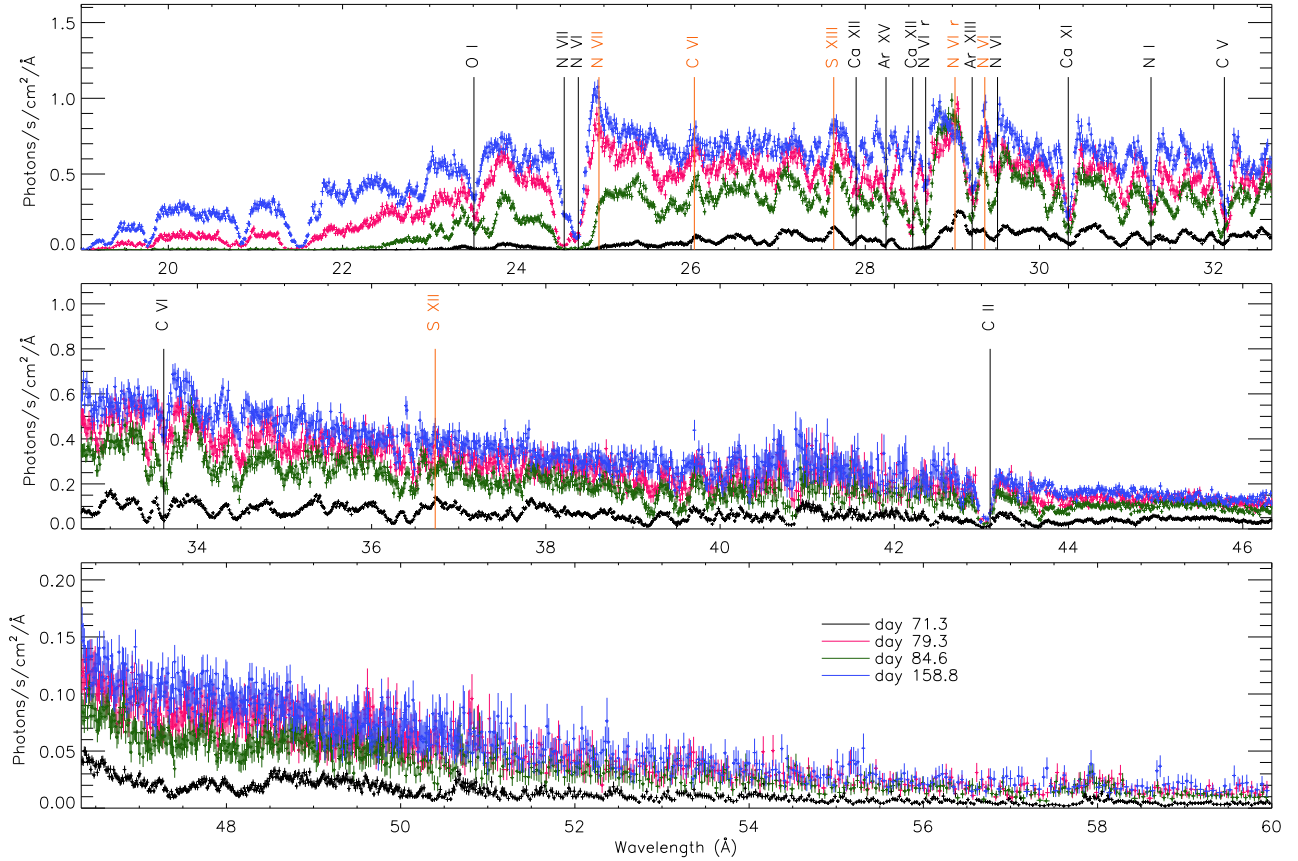 Photons/s/cm²/Å
1.5
1.0
0.5
0.0
O I
N VII
N VI
N VII
C VI
S XIII
Ca XII
Ar XV
Ca XII
N VI r
N VI r
Ar XIII
N VI
N VI
Ca XI
N I
C V
20 22 24 26 28 30 32
Photons/s/cm²/Å
1.0
0.8
0.6
0.4
0.2
0.0
C VI
S XII
C II
34 36 38 40 42 44 46
Photons/s/cm²/Å
0.20
0.15
0.10
0.05
0.00
day 71.3
day 79.3
day 84.6
day 158.8
48 50 52 54 56 58 60
Wavelength (Å)